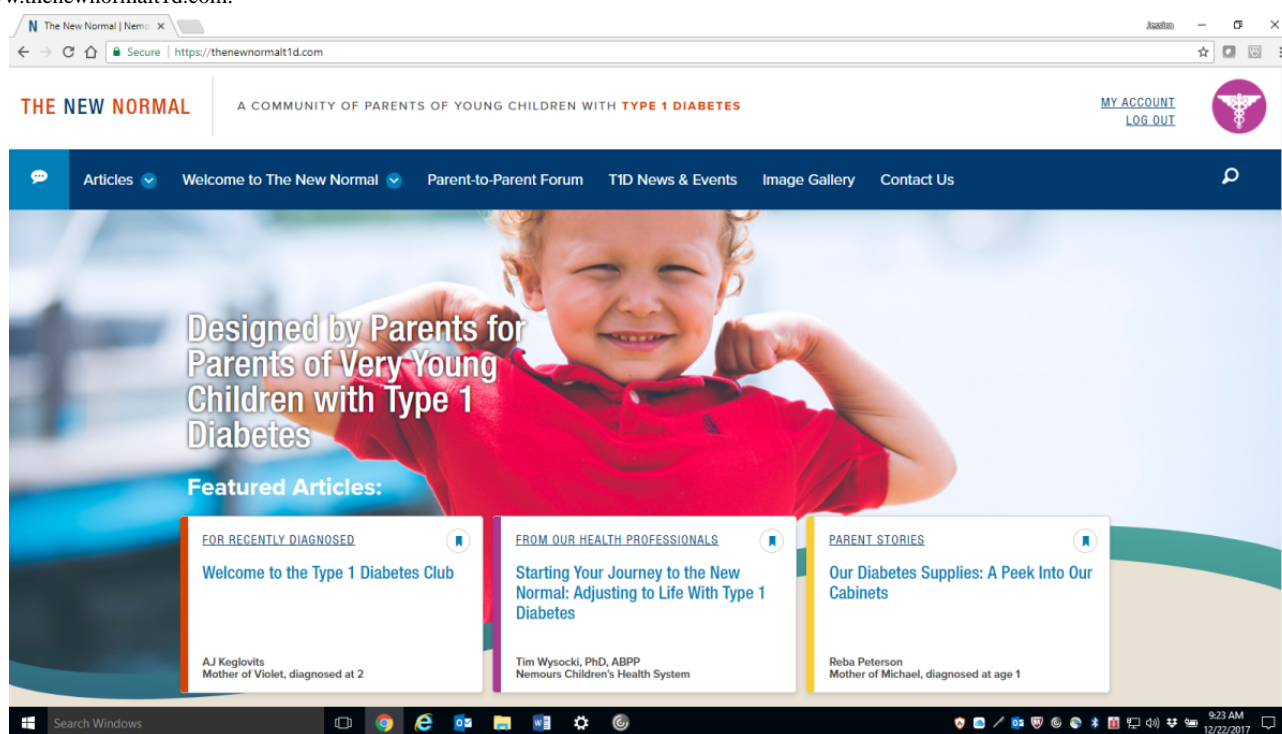 w.thenewnormalt1d.com.
The New Normal | Nemo
Secure | https://thenewnormalt1d.com
THE NEW NORMAL
A COMMUNITY OF PARENTS OF YOUNG CHILDREN WITH TYPE 1 DIABETES
MY ACCOUNT
LOG OUT
Articles
Welcome to The New Normal
Parent-to-Parent Forum
T1D News & Events
Image Gallery
Contact Us
Designed by Parents for
Parents of Very Young
Children with Type 1
Diabetes
Featured Articles:
FOR RECENTLY DIAGNOSED
Welcome to the Type 1 Diabetes Club
AJ Keglovits
Mother of Violet, diagnosed at 2
FROM OUR HEALTH PROFESSIONALS
Starting Your Journey to the New
Normal: Adjusting to Life With Type 1
Diabetes
Tim Wysocki, PhD, ABPP
Nemours Children's Health System
PARENT STORIES
Our Diabetes Supplies: A Peek Into Our
Cabinets
Reba Peterson
Mother of Michael, diagnosed at age 1
Search Windows
9:23 AM
12/22/2017